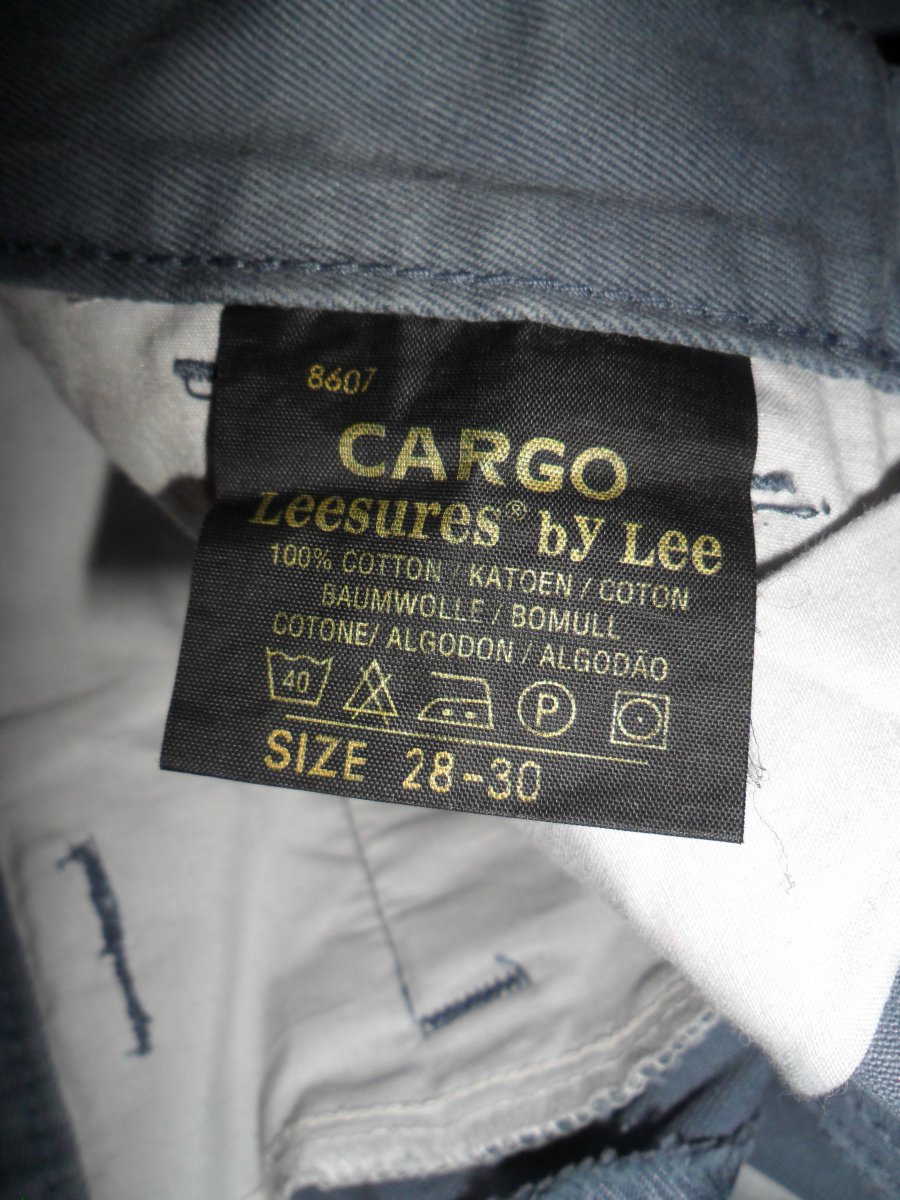 8607
CARGO
Leesures® by Lee
100% COTTON / KATOEN / COTON
BAUMWOLLE / BOMULL
COTONE / ALGODON / ALGODÃO
40 P
SIZE 28-30